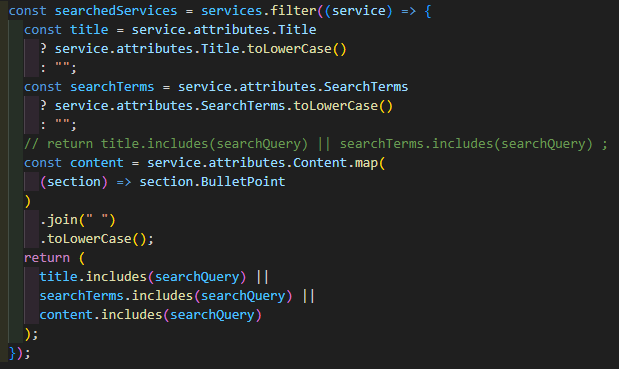 const searchedServices = services.filter((service) => {
  const title = service.attributes.Title
    ? service.attributes.Title.toLowerCase()
    : "";
  const searchTerms = service.attributes.SearchTerms
    ? service.attributes.SearchTerms.toLowerCase()
    : "";
  // return title.includes(searchQuery) || searchTerms.includes(searchQuery) ;
  const content = service.attributes.Content.map(
    (section) => section.BulletPoint
  )
    .join(" ")
    .toLowerCase();
  return (
    title.includes(searchQuery) ||
    searchTerms.includes(searchQuery) ||
    content.includes(searchQuery)
  );
});